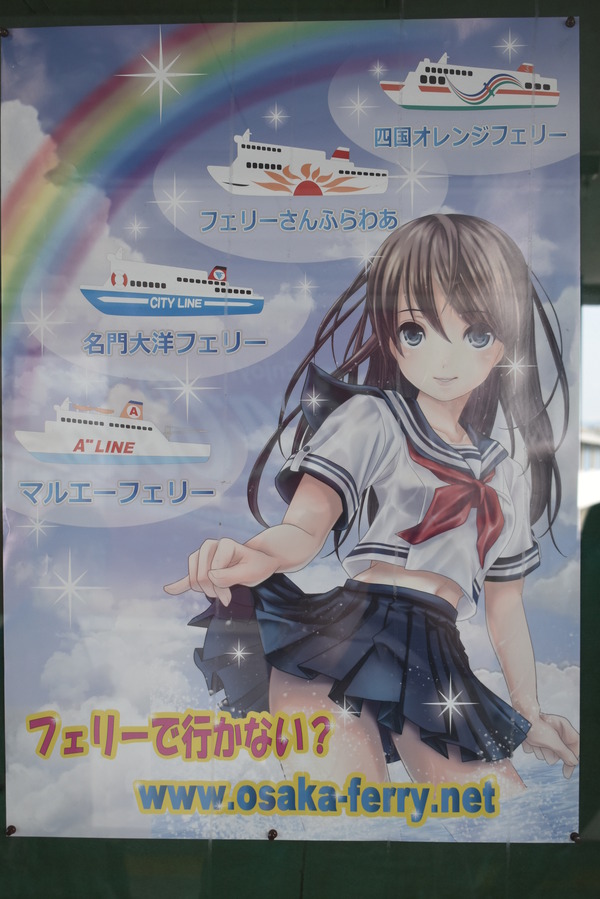 四国オレンジフェリー
フェリーさんふらわあ
CITY LINE
名門大洋フェリー
A
A"LINE
マルエーフェリー
フェリーで行かない?
www.osaka-ferry.net